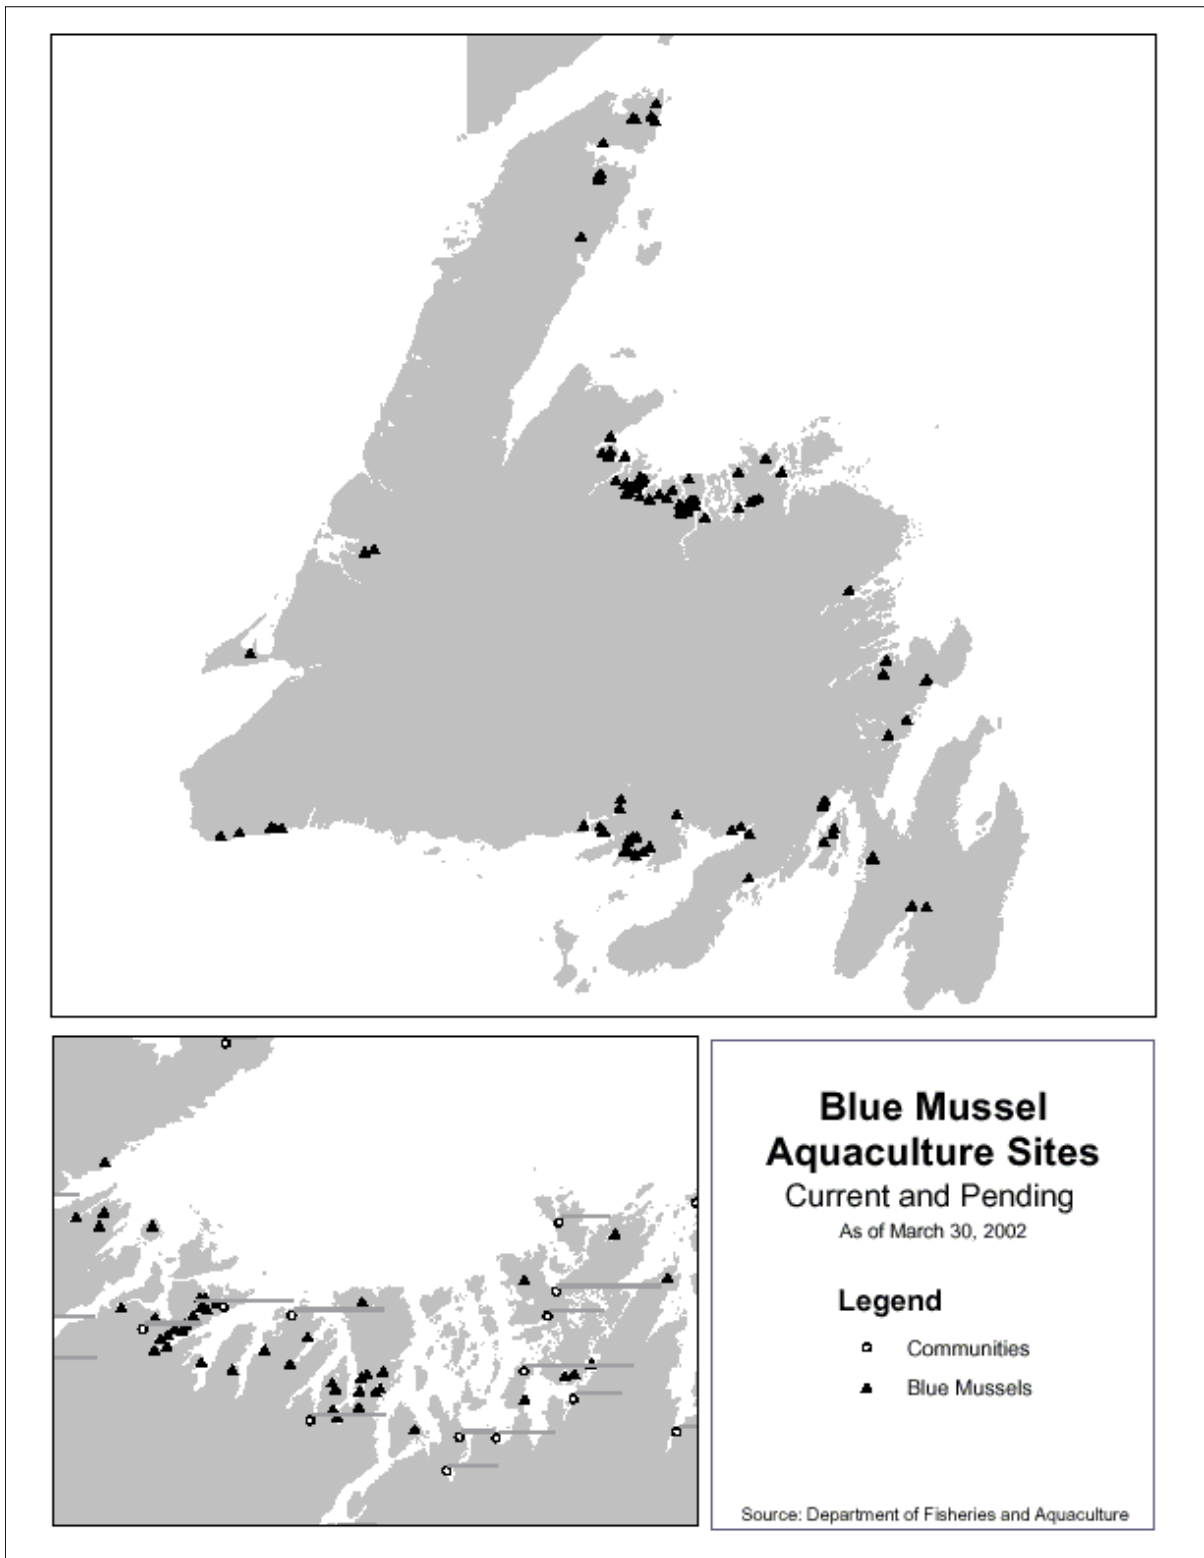 Blue Mussel
Aquaculture Sites
Current and Pending
As of March 30, 2002
Legend
Communities
Blue Mussels
Source: Department of Fisheries and Aquaculture